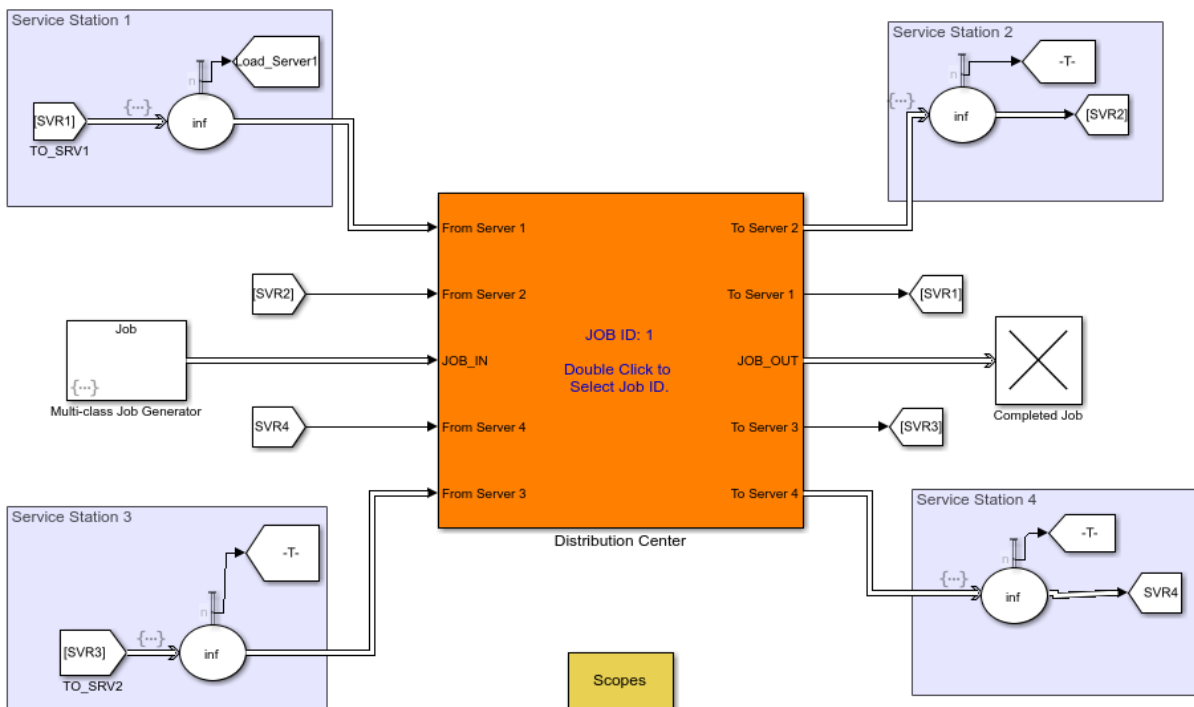 Service Station 1
Load_Server1
n
{...}
[SVR1]
inf
TO_SRV1
Service Station 2
-T-
n
{...}
inf
[SVR2]
From Server 1
To Server 2
[SVR2]
From Server 2
To Server 1
[SVR1]
Job
{...}
Multi-class Job Generator
JOB_IN
JOB ID: 1
Double Click to
Select Job ID.
JOB_OUT
Completed Job
SVR4
From Server 4
To Server 3
[SVR3]
From Server 3
To Server 4
Distribution Center
Service Station 3
-T-
n
{...}
[SVR3]
inf
TO_SRV2
Service Station 4
-T-
n
{...}
inf
SVR4
Scopes